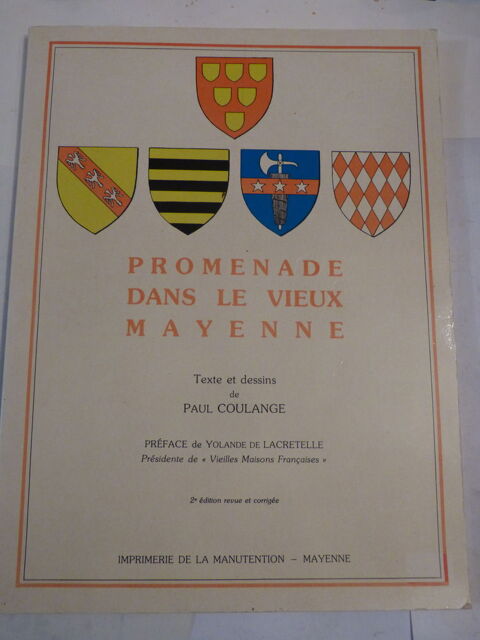 PROMENADE
DANS LE VIEUX
MAYENNE
Texte et dessins
de
PAUL COULANGE
PRÉFACE de YOLANDE DE LACRETELLE
Présidente de « Vieilles Maisons Françaises »
2e édition revue et corrigée
IMPRIMERIE DE LA MANUTENTION – MAYENNE